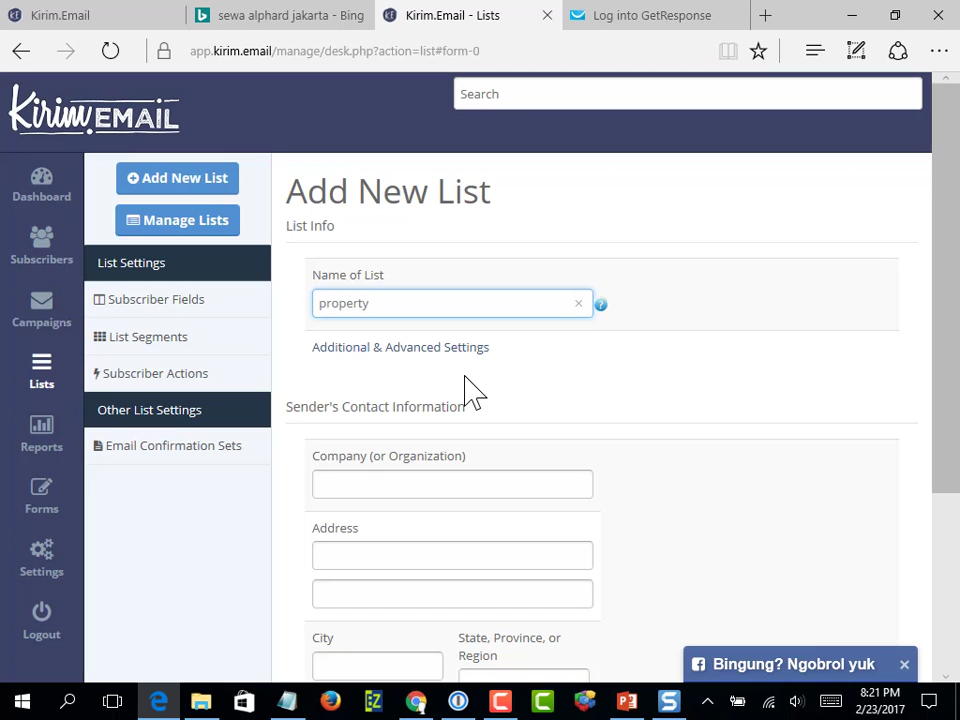 Kirim.Email
sewa alphard jakarta - Bing
Kirim.Email - Lists
Log into GetResponse
app.kirim.email/manage/desk.php?action=list#form-0
Kirim.EMAIL
Search
Dashboard
Subscribers
Campaigns
Lists
Reports
Forms
Settings
Logout
Add New List
Manage Lists
List Settings
Subscriber Fields
List Segments
Subscriber Actions
Other List Settings
Email Confirmation Sets
Add New List
List Info
Name of List
property
Additional & Advanced Settings
Sender's Contact Information
Company (or Organization)
Address
City
State, Province, or
Region
Bingung? Ngobrol yuk
8:21 PM
2/23/2017